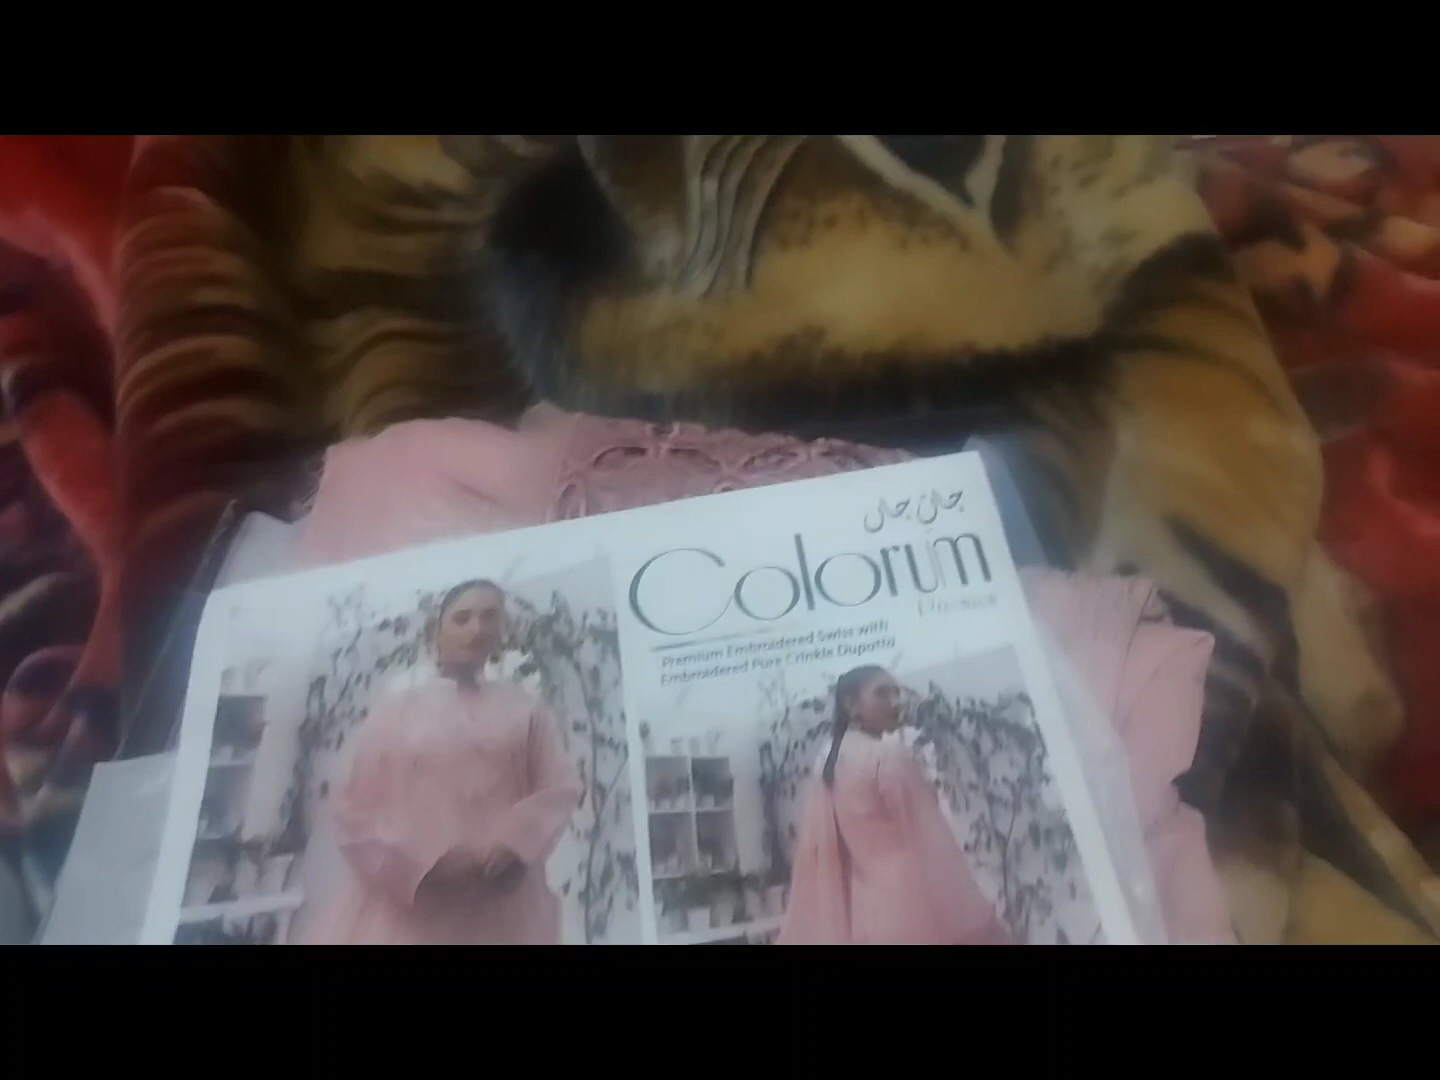 جان جاں
Colorum
Premium Embroidered Swiss with
Embroidered Pure Crinkle Dupatta